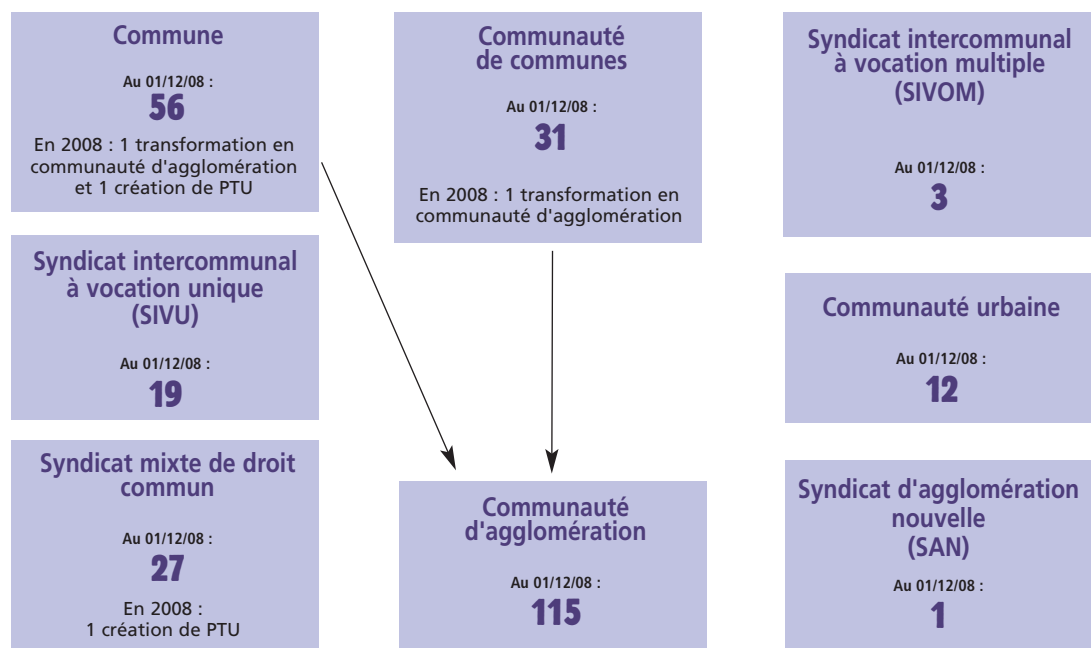 Commune
Au 01/12/08 :
56
En 2008 : 1 transformation en
communauté d'agglomération
et 1 création de PTU
Syndicat intercommunal
à vocation unique
(SIVU)
Au 01/12/08 :
19
Syndicat mixte de droit
commun
Au 01/12/08 :
27
En 2008 :
1 création de PTU
Communauté
de communes
Au 01/12/08 :
31
En 2008 : 1 transformation en
communauté d'agglomération
Communauté
d'agglomération
Au 01/12/08 :
115
Syndicat intercommunal
à vocation multiple
(SIVOM)
Au 01/12/08 :
3
Communauté urbaine
Au 01/12/08 :
12
Syndicat d'agglomération
nouvelle
(SAN)
Au 01/12/08 :
1